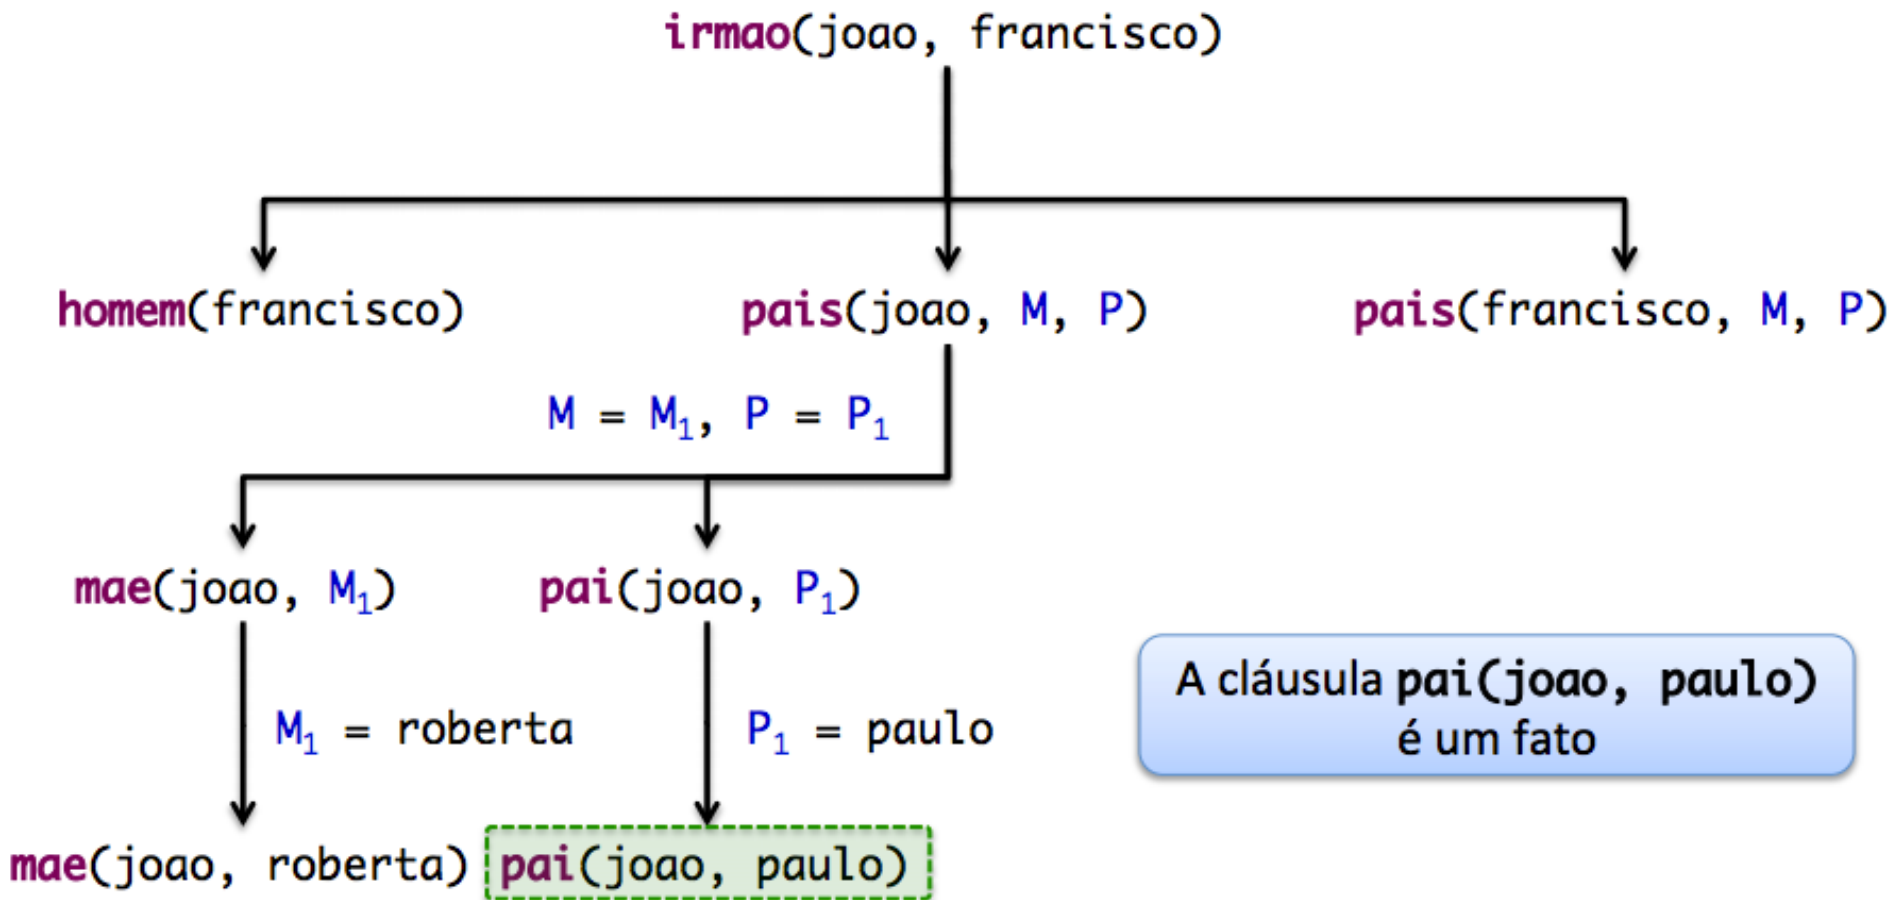 irmao(joao, francisco)
homem(francisco) pais(joao, M, P) pais(francisco, M, P)
M = M₁, P = P₁
mae(joao, M₁) pai(joao, P₁)
A cláusula pai(joao, paulo)
é um fato
M₁ = roberta P₁ = paulo
mae(joao, roberta) pai(joao, paulo)